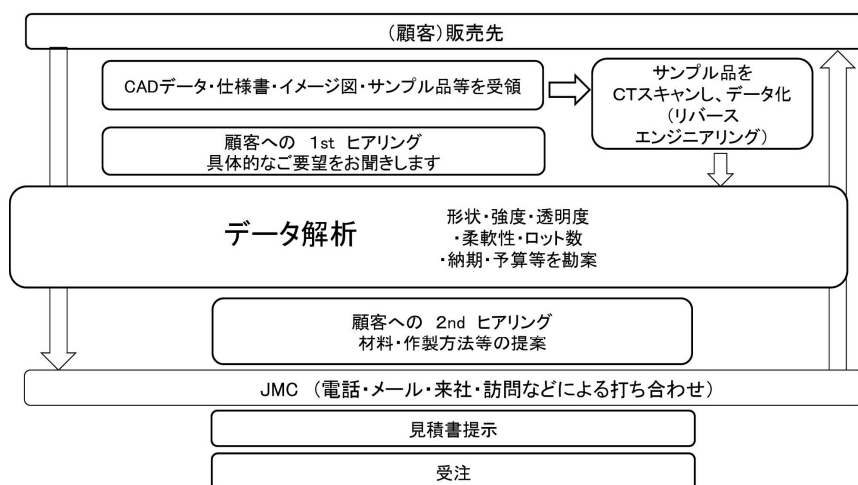 （顧客）販売先
CADデータ・仕様書・イメージ図・サンプル品等を受領
サンプル品を
CTスキャンし、データ化
（リバース
エンジニアリング）
顧客への　1st　ヒアリング
具体的なご要望をお聞きします
データ解析
形状・強度・透明度
・柔軟性・ロット数
・納期・予算等を勘案
顧客への　2nd　ヒアリング
材料・作製方法等の提案
JMC　（電話・メール・来社・訪問などによる打ち合わせ）
見積書提示
受注